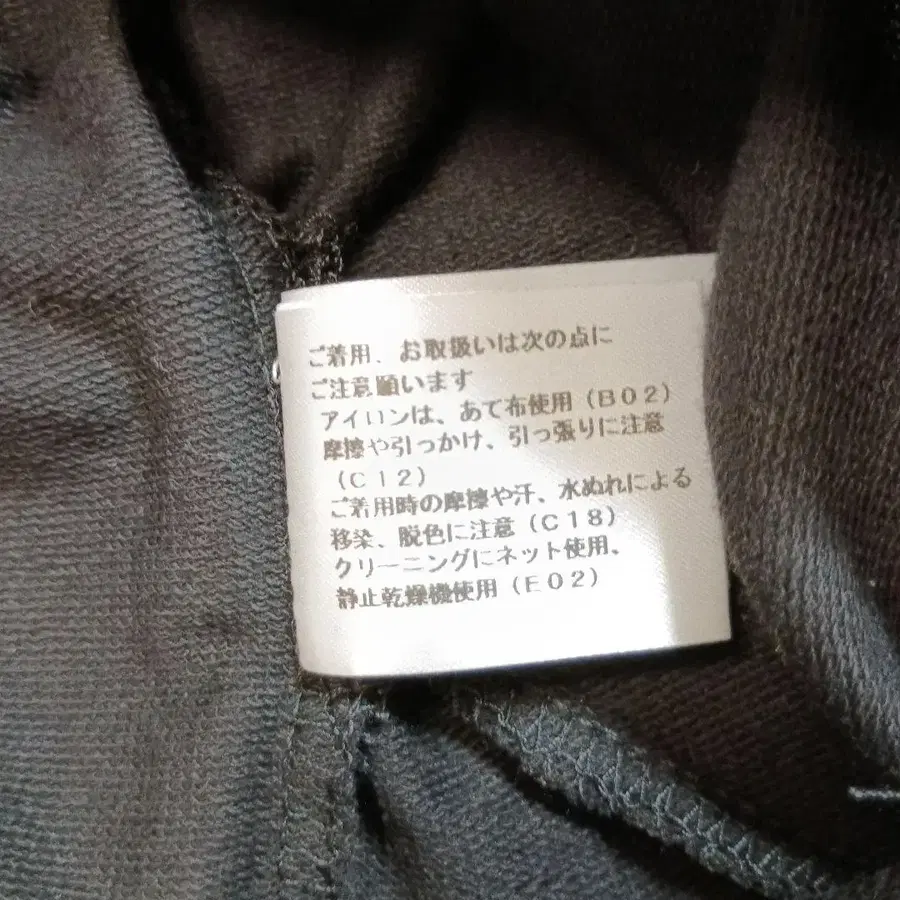 ご着用、お取扱いは次の点に
ご注意願います
アイロンは、あて布使用(B02)
摩擦や引っかけ、引っ張りに注意
(C12)
ご着用時の摩擦や汗、水ぬれによる
移染、脱色に注意(C18)
クリーニングにネット使用、
静止乾燥機使用(E02)